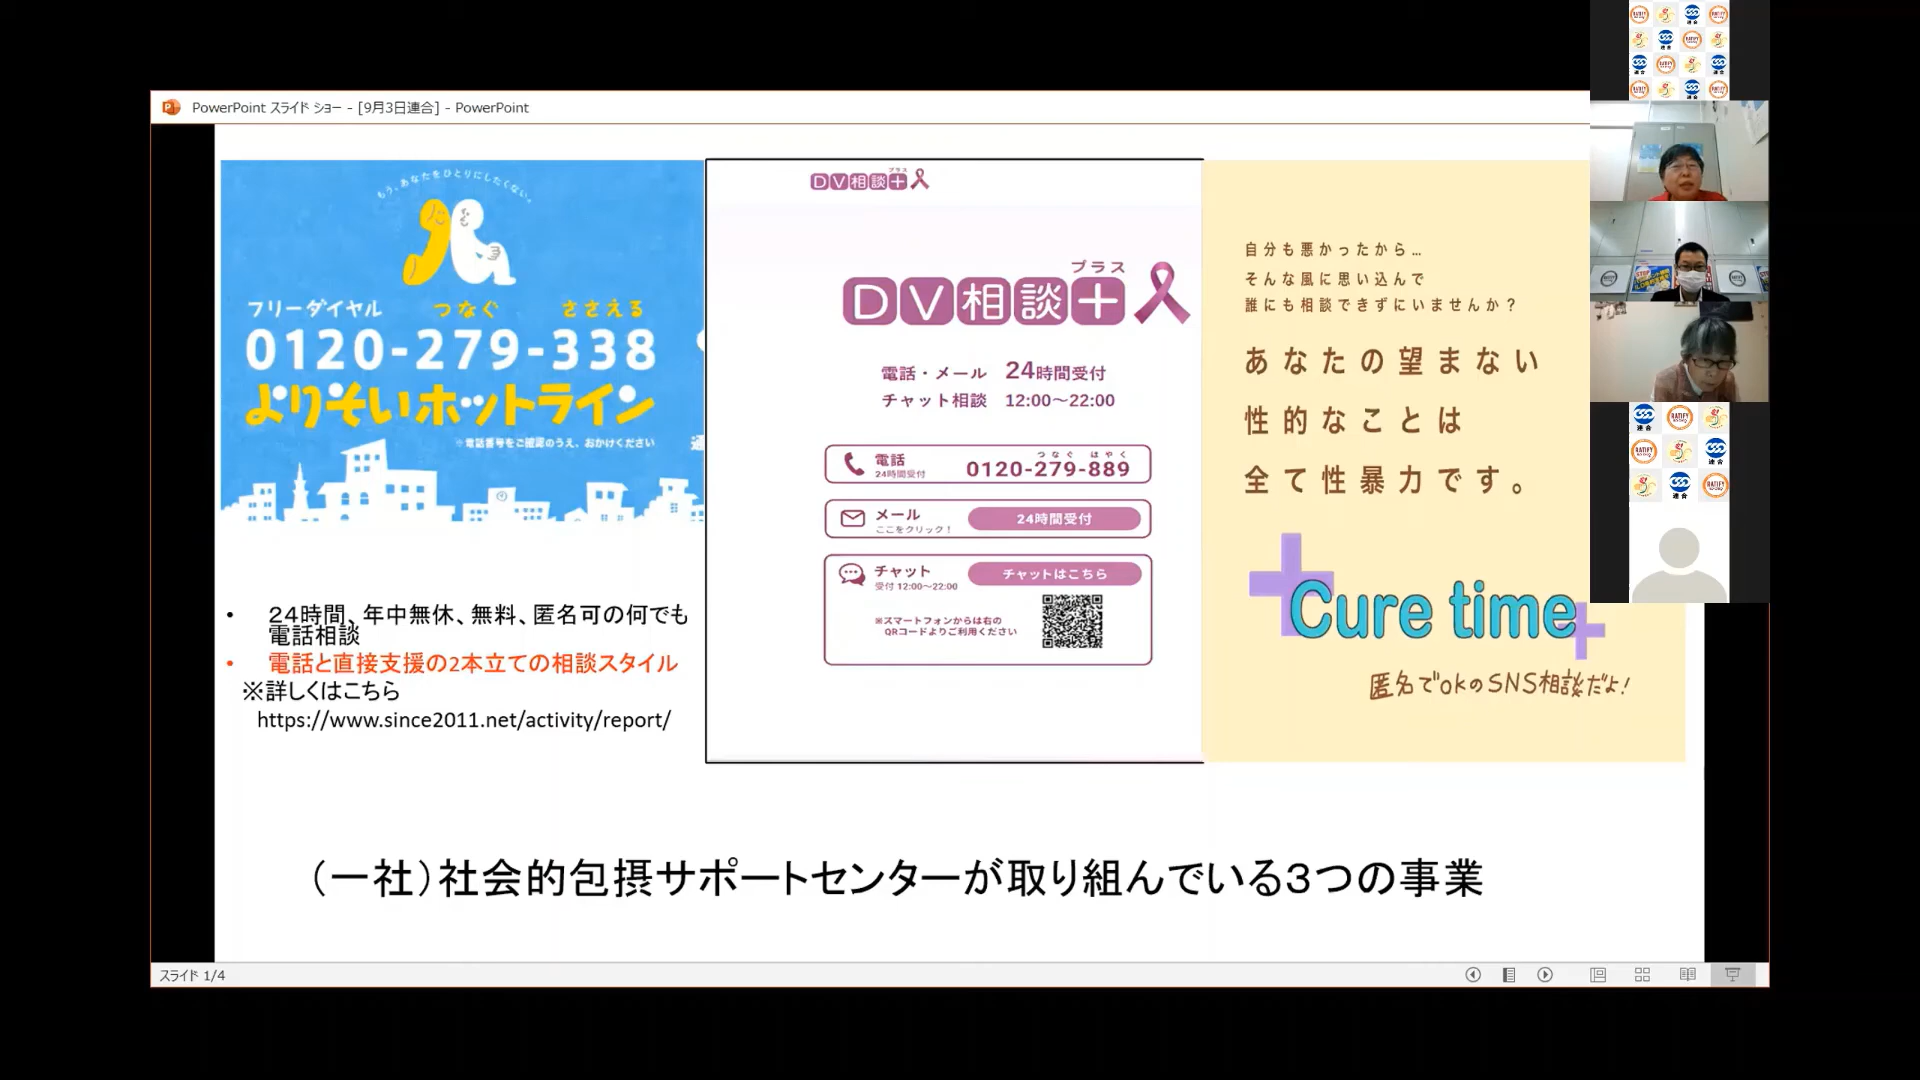 PowerPoint スライド ショー - [9月3日連合] - PowerPoint
もう、あなたをひとりにしたくない。
フリーダイヤル つなぐ ささえる
0120-279-338
よりそいホットライン
※電話番号をご確認のうえ、おかけください
• 24時間、年中無休、無料、匿名可の何でも
電話相談
• 電話と直接支援の2本立ての相談スタイル
※詳しくはこちら
https://www.since2011.net/activity/report/
プラス
DV相談＋
プラス
DV相談＋
電話・メール 24時間受付
チャット相談 12:00～22:00
電話
24時間受付
つなぐ はやく
0120-279-889
メール
ここをクリック！
24時間受付
チャット
受付 12:00～22:00
チャットはこちら
※スマートフォンからは右の
QRコードよりご利用ください
自分も悪かったから…
そんな風に思い込んで
誰にも相談できずにいませんか？
あなたの望まない
性的なことは
全て性暴力です。
Cure time
匿名でokのSNS相談だよ！
（一社）社会的包摂サポートセンターが取り組んでいる３つの事業
スライド 1/4